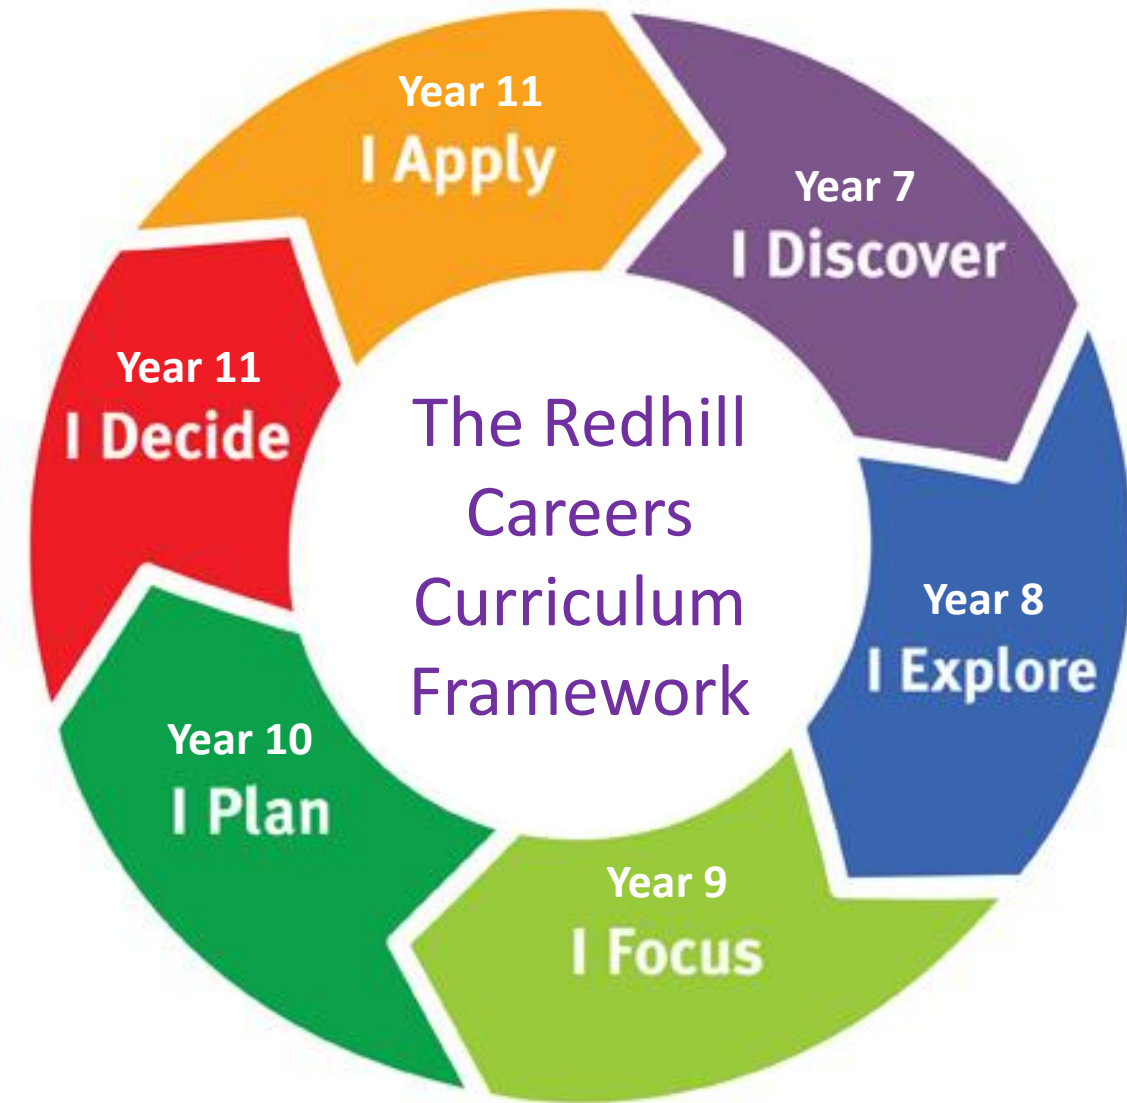 The Redhill
Careers
Curriculum
Framework
Year 7
I Discover
Year 8
I Explore
Year 9
I Focus
Year 10
I Plan
Year 11
I Decide
Year 11
I Apply